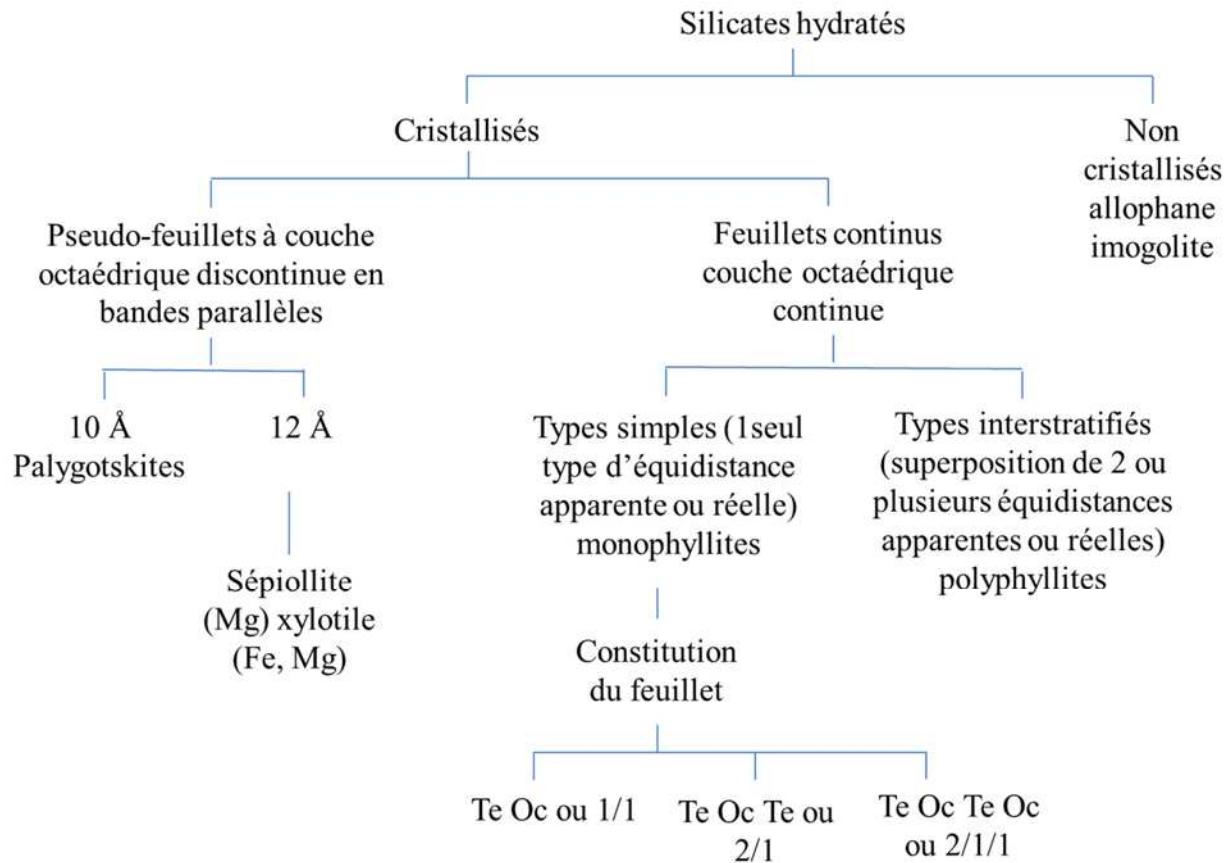 Silicates hydratés
Cristallisés
Non
cristallisés
allophane
imogolite
Pseudo-feuillets à couche
octaédrique discontinue en
bandes parallèles
Feuillets continus
couche octaédrique
continue
10 Å
Palygotskites
12 Å
Sépiollite
(Mg) xylotile
(Fe, Mg)
Types simples (1seul
type d’équidistance
apparente ou réelle)
monophyllites
Types interstratifiés
(superposition de 2 ou
plusieurs équidistances
apparentes ou réelles)
polyphyllites
Constitution
du feuillet
Te Oc ou 1/1
Te Oc Te ou
2/1
Te Oc Te Oc
ou 2/1/1